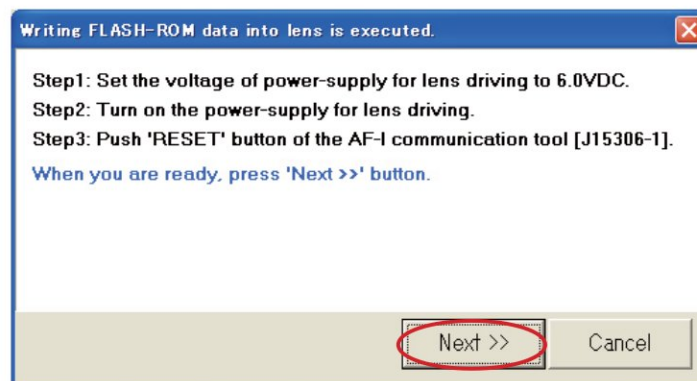 Writing FLASH-ROM data into lens is executed.
Step1: Set the voltage of power-supply for lens driving to 6.0VDC.
Step2: Turn on the power-supply for lens driving.
Step3: Push 'RESET' button of the AF-I communication tool [J15306-1].
When you are ready, press 'Next >>' button.
Next >>
Cancel